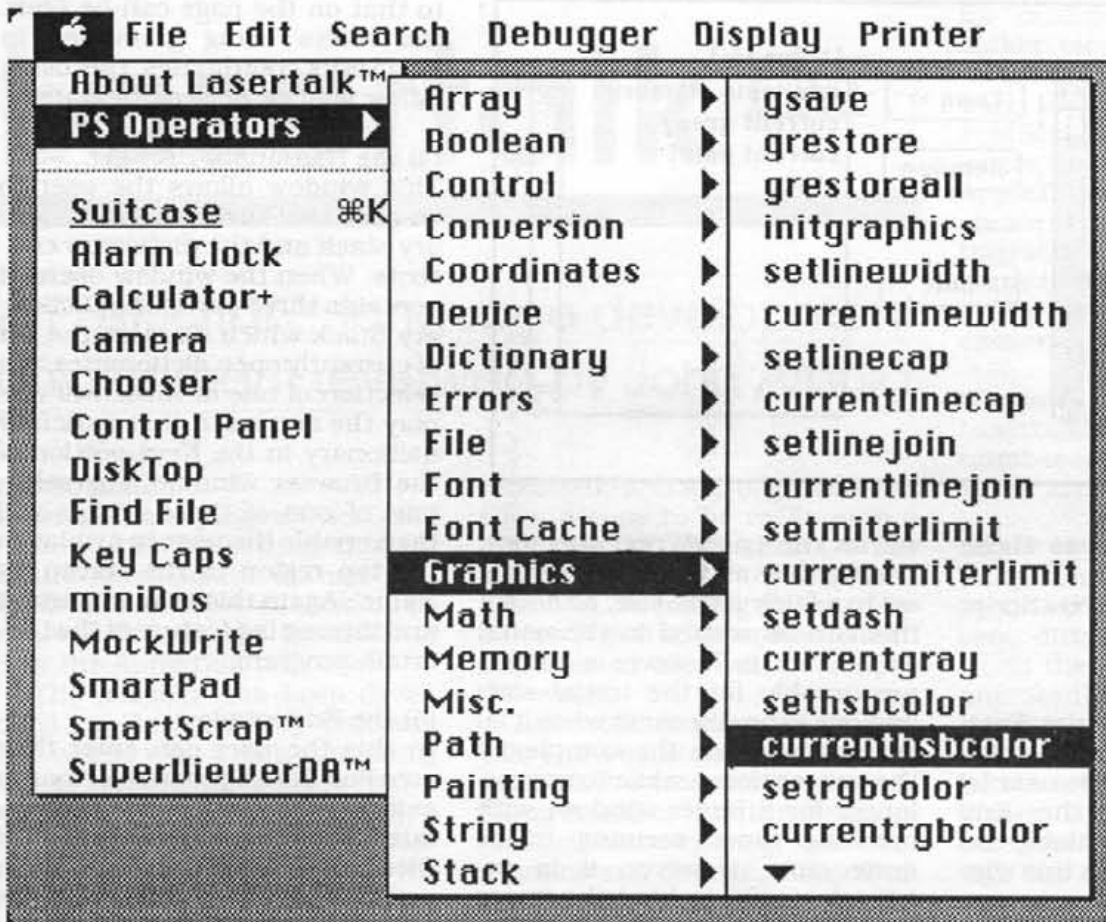 File Edit Search Debugger Display Printer
About Lasertalk™
PS Operators
Suitcase ⌘K
Alarm Clock
Calculator+
Camera
Chooser
Control Panel
DiskTop
Find File
Key Caps
miniDos
MockWrite
SmartPad
SmartScrap™
SuperViewerDA™
Array
Boolean
Control
Conversion
Coordinates
Device
Dictionary
Errors
File
Font
Font Cache
Graphics
Math
Memory
Misc.
Path
Painting
String
Stack
gsave
grestore
grestoreall
initgraphics
setlinewidth
currentlinewidth
setlinecap
currentlinecap
setlinejoin
currentlinejoin
setmiterlimit
currentmiterlimit
setdash
currentgray
sethsbcolor
currenthsbcolor
setrgbcolor
currentrgbcolor